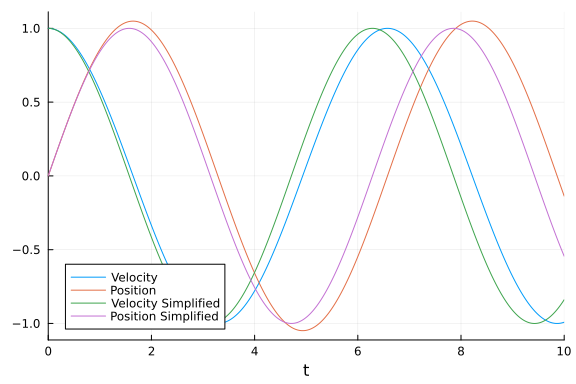 1.0
0.5
0.0
−0.5
−1.0
Velocity
Position
Velocity Simplified
Position Simplified
0 2 4 6 8 10
t